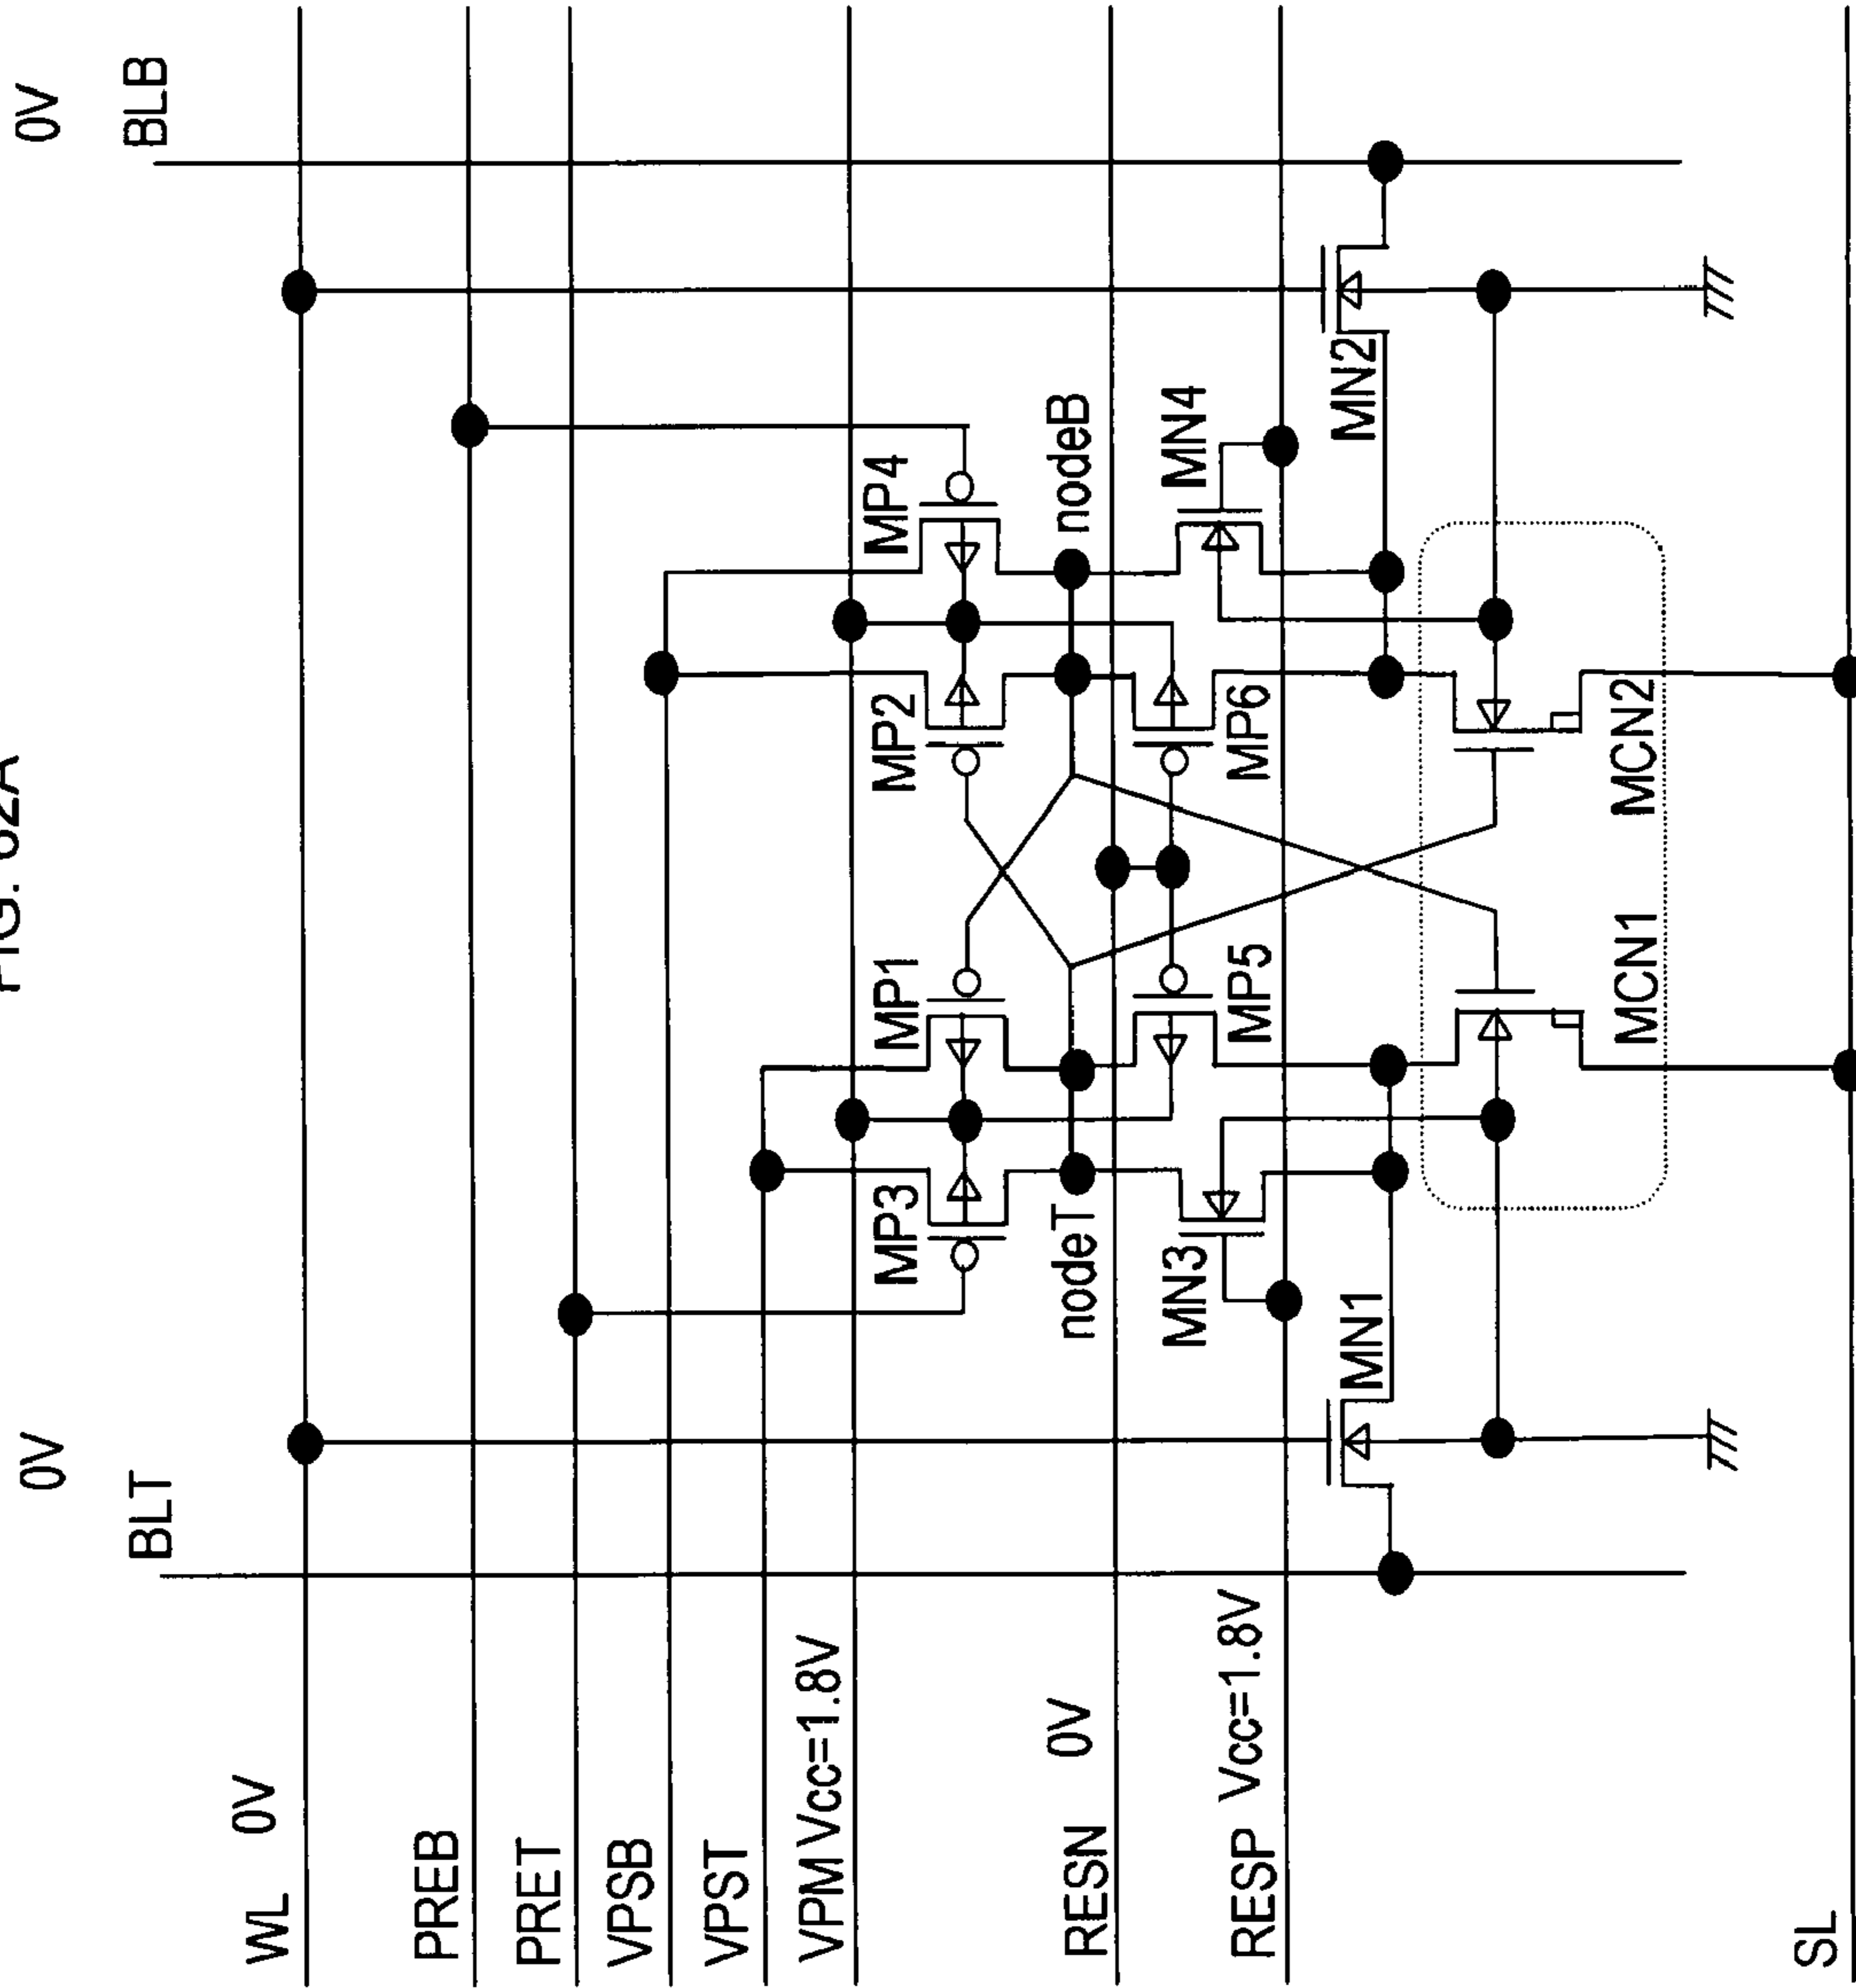 FIG.
0V 0V
BLT BLB
WL 0V
PREB
PRET
VPSB
VPST
VPM Vcc=1.8V
MP3 MP1 MP2 MP4
RESN 0V nodeT nodeB
MN3 MP5 MP6 MN4
RESP Vcc=1.8V
MN1 MN2
MCN1 MCN2
SL